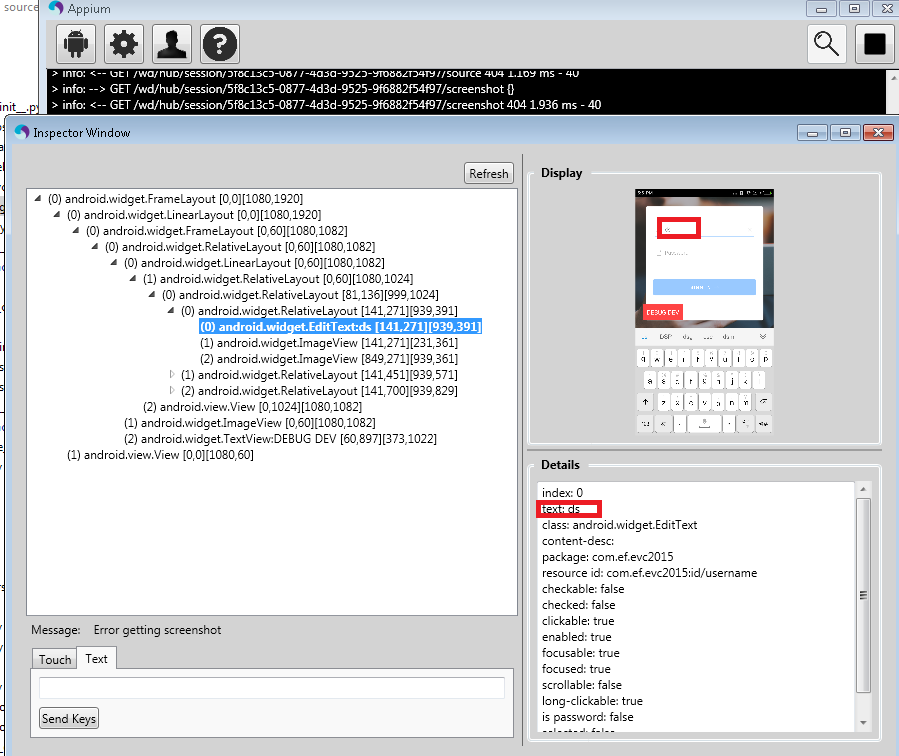 source
Appium
> info: <-- GET /wd/hub/session/5f8c13c5-0877-4d3d-9525-9f6882f54f97/source 404 1.169 ms - 40
> info: --> GET /wd/hub/session/5f8c13c5-0877-4d3d-9525-9f6882f54f97/screenshot {}
> info: <-- GET /wd/hub/session/5f8c13c5-0877-4d3d-9525-9f6882f54f97/screenshot 404 1.936 ms - 40
init__.py
Inspector Window
Refresh
(0) android.widget.FrameLayout [0,0][1080,1920]
(0) android.widget.LinearLayout [0,0][1080,1920]
(0) android.widget.FrameLayout [0,60][1080,1082]
(0) android.widget.RelativeLayout [0,60][1080,1082]
(0) android.widget.LinearLayout [0,60][1080,1082]
(1) android.widget.RelativeLayout [0,60][1080,1024]
(0) android.widget.RelativeLayout [81,136][999,1024]
(0) android.widget.RelativeLayout [141,271][939,391]
(0) android.widget.EditText:ds [141,271][939,391]
(1) android.widget.ImageView [141,271][231,361]
(2) android.widget.ImageView [849,271][939,361]
(1) android.widget.RelativeLayout [141,451][939,571]
(2) android.widget.RelativeLayout [141,700][939,829]
(2) android.view.View [0,1024][1080,1082]
(1) android.widget.ImageView [0,60][1080,1082]
(2) android.widget.TextView:DEBUG DEV [60,897][373,1022]
(1) android.view.View [0,0][1080,60]
Message: Error getting screenshot
Touch Text
Send Keys
Display
DEBUG DEV
Details
index: 0
text: ds
class: android.widget.EditText
content-desc:
package: com.ef.evc2015
resource id: com.ef.evc2015:id/username
checkable: false
checked: false
clickable: true
enabled: true
focusable: true
focused: true
scrollable: false
long-clickable: true
is password: false
selected: false